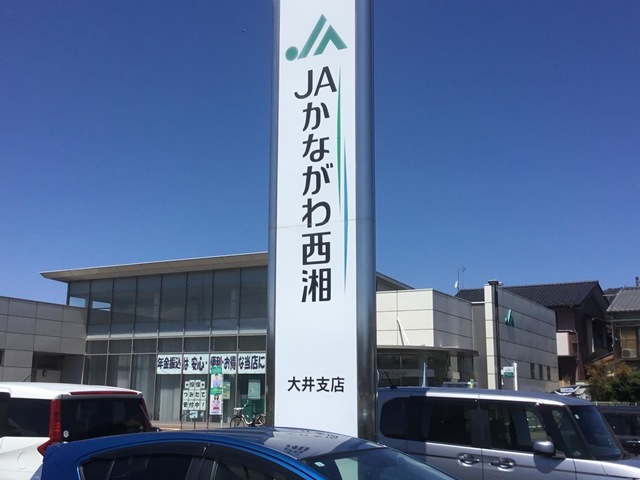 JA
JAかながわ西湘
大井支店
年金振込は安心・便利・お得な当店に